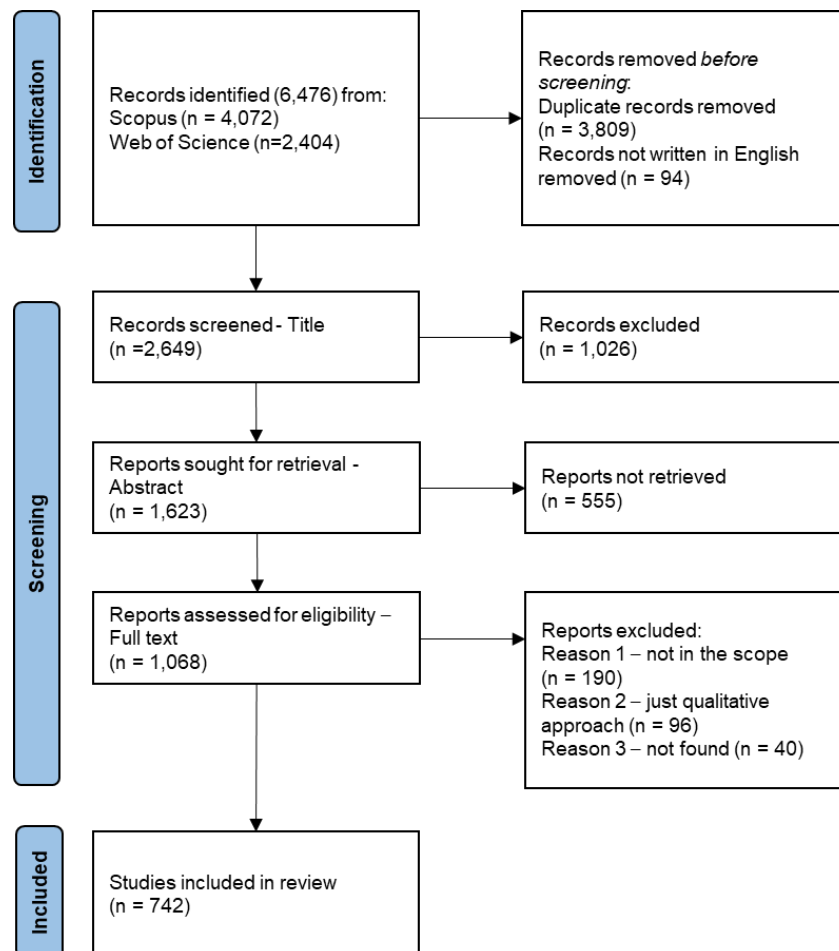 Identification
Records identified (6,476) from:
Scopus (n = 4,072)
Web of Science (n=2,404)
Records removed before
screening:
Duplicate records removed
(n = 3,809)
Records not written in English
removed (n = 94)
Screening
Records screened - Title
(n =2,649)
Records excluded
(n = 1,026)
Reports sought for retrieval -
Abstract
(n = 1,623)
Reports not retrieved
(n = 555)
Reports assessed for eligibility –
Full text
(n = 1,068)
Reports excluded:
Reason 1 – not in the scope
(n = 190)
Reason 2 – just qualitative
approach (n = 96)
Reason 3 – not found (n = 40)
Included
Studies included in review
(n = 742)